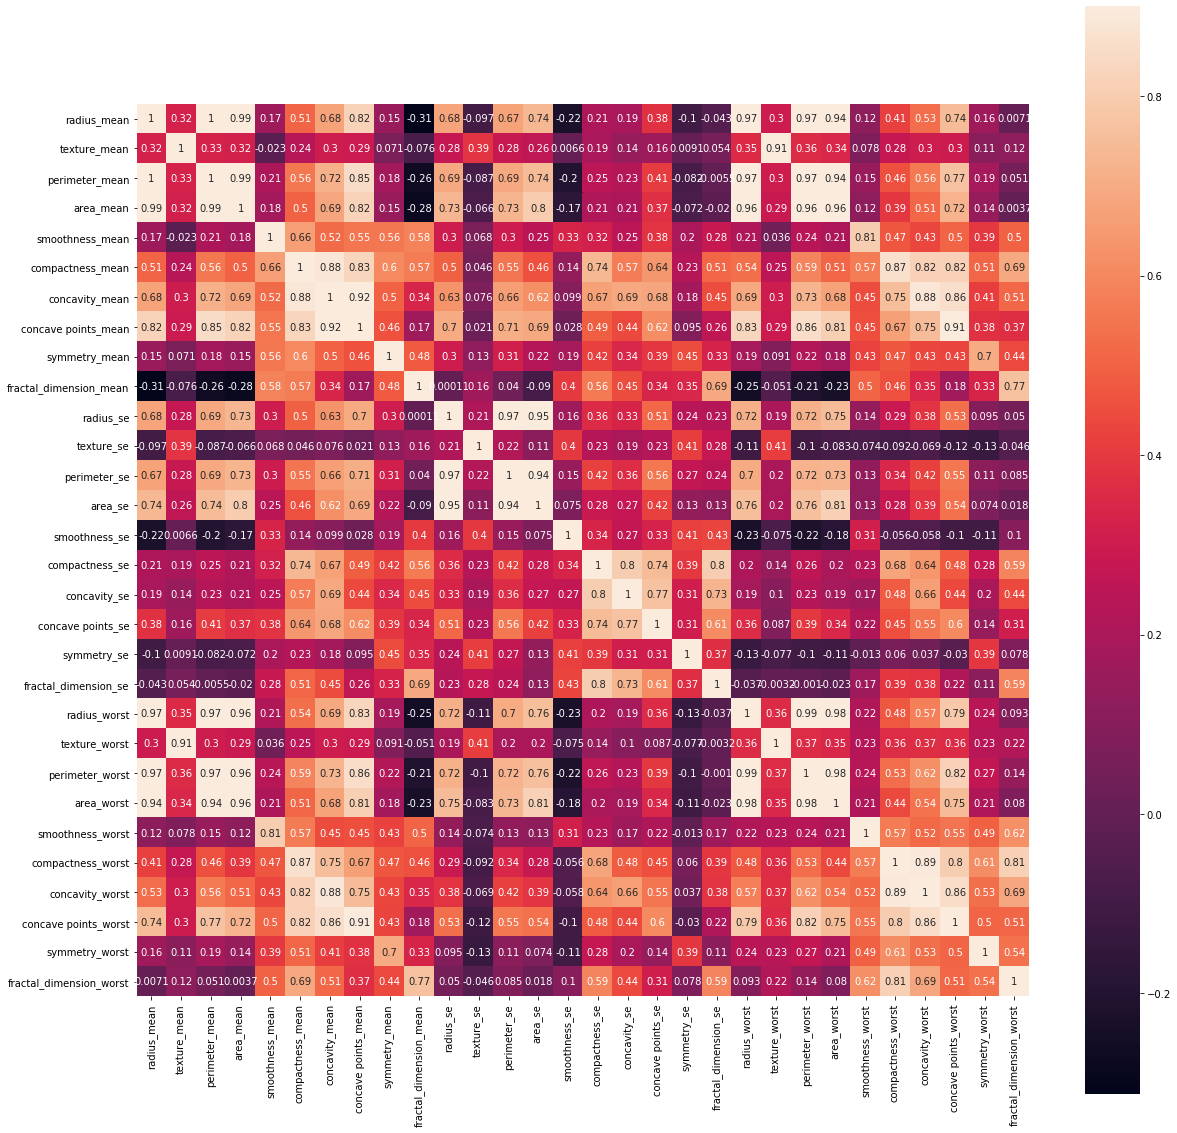 radius_mean 1 0.32 1 0.99 0.17 0.51 0.68 0.82 0.15 -0.31 0.68 -0.097 0.67 0.74 -0.22 0.21 0.19 0.38 -0.1 -0.043 0.97 0.3 0.97 0.94 0.12 0.41 0.53 0.74 0.16 0.0071
texture_mean 0.32 1 0.33 0.32 -0.023 0.24 0.3 0.29 0.071 -0.076 0.28 0.39 0.28 0.26 0.0066 0.19 0.14 0.16 0.0091 0.054 0.35 0.91 0.36 0.34 0.078 0.28 0.3 0.3 0.11 0.12
perimeter_mean 1 0.33 1 0.99 0.21 0.56 0.72 0.85 0.18 -0.26 0.69 -0.087 0.69 0.74 -0.2 0.25 0.23 0.41 -0.082 -0.0055 0.97 0.3 0.97 0.94 0.15 0.46 0.56 0.77 0.19 0.051
area_mean 0.99 0.32 0.99 1 0.18 0.5 0.69 0.82 0.15 -0.28 0.73 -0.066 0.73 0.8 -0.17 0.21 0.21 0.37 -0.072 -0.02 0.96 0.29 0.96 0.96 0.12 0.39 0.51 0.72 0.14 0.0037
smoothness_mean 0.17 -0.023 0.21 0.18 1 0.66 0.52 0.55 0.56 0.58 0.3 0.068 0.3 0.25 0.33 0.32 0.25 0.38 0.2 0.28 0.21 0.036 0.24 0.21 0.81 0.47 0.43 0.5 0.39 0.5
compactness_mean 0.51 0.24 0.56 0.5 0.66 1 0.88 0.83 0.6 0.57 0.5 0.046 0.55 0.46 0.14 0.74 0.57 0.64 0.23 0.51 0.54 0.25 0.59 0.51 0.57 0.87 0.82 0.82 0.51 0.69
concavity_mean 0.68 0.3 0.72 0.69 0.52 0.88 1 0.92 0.5 0.34 0.63 0.076 0.66 0.62 0.099 0.67 0.69 0.68 0.18 0.45 0.69 0.3 0.73 0.68 0.45 0.75 0.88 0.86 0.41 0.51
concave points_mean 0.82 0.29 0.85 0.82 0.55 0.83 0.92 1 0.46 0.17 0.7 0.021 0.71 0.69 0.028 0.49 0.44 0.62 0.095 0.26 0.83 0.29 0.86 0.81 0.45 0.67 0.75 0.91 0.38 0.37
symmetry_mean 0.15 0.071 0.18 0.15 0.56 0.6 0.5 0.46 1 0.48 0.3 0.13 0.31 0.22 0.19 0.42 0.34 0.39 0.45 0.33 0.19 0.091 0.22 0.18 0.43 0.47 0.43 0.43 0.7 0.44
fractal_dimension_mean -0.31 -0.076 -0.26 -0.28 0.58 0.57 0.34 0.17 0.48 1 0.00011 0.16 0.04 -0.09 0.4 0.56 0.45 0.34 0.35 0.69 -0.25 -0.051 -0.21 -0.23 0.5 0.46 0.35 0.18 0.33 0.77
radius_se 0.68 0.28 0.69 0.73 0.3 0.5 0.63 0.7 0.3 0.00011 1 0.21 0.97 0.95 0.16 0.36 0.33 0.51 0.24 0.23 0.72 0.19 0.72 0.75 0.14 0.29 0.38 0.53 0.095 0.05
texture_se -0.097 0.39 -0.087 -0.066 0.068 0.046 0.076 0.021 0.13 0.16 0.21 1 0.22 0.11 0.4 0.23 0.19 0.23 0.41 0.28 -0.11 0.41 -0.1 -0.083 -0.074 -0.092 -0.069 -0.12 -0.13 -0.046
perimeter_se 0.67 0.28 0.69 0.73 0.3 0.55 0.66 0.71 0.31 0.04 0.97 0.22 1 0.94 0.15 0.42 0.36 0.56 0.27 0.24 0.7 0.2 0.72 0.73 0.13 0.34 0.42 0.55 0.11 0.085
area_se 0.74 0.26 0.74 0.8 0.25 0.46 0.62 0.69 0.22 -0.09 0.95 0.11 0.94 1 0.075 0.28 0.27 0.42 0.13 0.13 0.76 0.2 0.76 0.81 0.13 0.28 0.39 0.54 0.074 0.018
smoothness_se -0.22 0.0066 -0.2 -0.17 0.33 0.14 0.099 0.028 0.19 0.4 0.16 0.4 0.15 0.075 1 0.34 0.27 0.33 0.41 0.43 -0.23 -0.075 -0.22 -0.18 0.31 -0.056 -0.058 -0.1 -0.11 0.1
compactness_se 0.21 0.19 0.25 0.21 0.32 0.74 0.67 0.49 0.42 0.56 0.36 0.23 0.42 0.28 0.34 1 0.8 0.74 0.39 0.8 0.2 0.14 0.26 0.2 0.23 0.68 0.64 0.48 0.28 0.59
concavity_se 0.19 0.14 0.23 0.21 0.25 0.57 0.69 0.44 0.34 0.45 0.33 0.19 0.36 0.27 0.27 0.8 1 0.77 0.31 0.73 0.19 0.1 0.23 0.19 0.17 0.48 0.66 0.44 0.2 0.44
concave points_se 0.38 0.16 0.41 0.37 0.38 0.64 0.68 0.62 0.39 0.34 0.51 0.23 0.56 0.42 0.33 0.74 0.77 1 0.31 0.61 0.36 0.087 0.39 0.34 0.22 0.45 0.55 0.6 0.14 0.31
symmetry_se -0.1 0.0091 -0.082 -0.072 0.2 0.23 0.18 0.095 0.45 0.35 0.24 0.41 0.27 0.13 0.41 0.39 0.31 0.31 1 0.37 -0.13 -0.077 -0.1 -0.11 -0.013 0.06 0.037 -0.03 0.39 0.078
fractal_dimension_se -0.043 0.054 -0.0055 -0.02 0.28 0.51 0.45 0.26 0.33 0.69 0.23 0.28 0.24 0.13 0.43 0.8 0.73 0.61 0.37 1 -0.037 -0.0032 -0.001 -0.023 0.17 0.39 0.38 0.22 0.11 0.59
radius_worst 0.97 0.35 0.97 0.96 0.21 0.54 0.69 0.83 0.19 -0.25 0.72 -0.11 0.7 0.76 -0.23 0.2 0.19 0.36 -0.13 -0.037 1 0.36 0.99 0.98 0.22 0.48 0.57 0.79 0.24 0.093
texture_worst 0.3 0.91 0.3 0.29 0.036 0.25 0.3 0.29 0.091 -0.051 0.19 0.41 0.2 0.2 -0.075 0.14 0.1 0.087 -0.077 -0.0032 0.36 1 0.37 0.35 0.23 0.36 0.37 0.36 0.23 0.22
perimeter_worst 0.97 0.36 0.97 0.96 0.24 0.59 0.73 0.86 0.22 -0.21 0.72 -0.1 0.72 0.76 -0.22 0.26 0.23 0.39 -0.1 -0.001 0.99 0.37 1 0.98 0.24 0.53 0.62 0.82 0.27 0.14
area_worst 0.94 0.34 0.94 0.96 0.21 0.51 0.68 0.81 0.18 -0.23 0.75 -0.083 0.73 0.81 -0.18 0.2 0.19 0.34 -0.11 -0.023 0.98 0.35 0.98 1 0.21 0.44 0.54 0.75 0.21 0.08
smoothness_worst 0.12 0.078 0.15 0.12 0.81 0.57 0.45 0.45 0.43 0.5 0.14 -0.074 0.13 0.13 0.31 0.23 0.17 0.22 -0.013 0.17 0.22 0.23 0.24 0.21 1 0.57 0.52 0.55 0.49 0.62
compactness_worst 0.41 0.28 0.46 0.39 0.47 0.87 0.75 0.67 0.47 0.46 0.29 -0.092 0.34 0.28 -0.056 0.68 0.48 0.45 0.06 0.39 0.48 0.36 0.53 0.44 0.57 1 0.89 0.8 0.61 0.81
concavity_worst 0.53 0.3 0.56 0.51 0.43 0.82 0.88 0.75 0.43 0.35 0.38 -0.069 0.42 0.39 -0.058 0.64 0.66 0.55 0.037 0.38 0.57 0.37 0.62 0.54 0.52 0.89 1 0.86 0.53 0.69
concave points_worst 0.74 0.3 0.77 0.72 0.5 0.82 0.86 0.91 0.43 0.18 0.53 -0.12 0.55 0.54 -0.1 0.48 0.44 0.6 -0.03 0.22 0.79 0.36 0.82 0.75 0.55 0.8 0.86 1 0.5 0.51
symmetry_worst 0.16 0.11 0.19 0.14 0.39 0.51 0.41 0.38 0.7 0.33 0.095 -0.13 0.11 0.074 -0.11 0.28 0.2 0.14 0.39 0.11 0.24 0.23 0.27 0.21 0.49 0.61 0.53 0.5 1 0.54
fractal_dimension_worst 0.0071 0.12 0.051 0.0037 0.5 0.69 0.51 0.37 0.44 0.77 0.05 -0.046 0.085 0.018 0.1 0.59 0.44 0.31 0.078 0.59 0.093 0.22 0.14 0.08 0.62 0.81 0.69 0.51 0.54 1
radius_mean
texture_mean
perimeter_mean
area_mean
smoothness_mean
compactness_mean
concavity_mean
concave points_mean
symmetry_mean
fractal_dimension_mean
radius_se
texture_se
perimeter_se
area_se
smoothness_se
compactness_se
concavity_se
concave points_se
symmetry_se
fractal_dimension_se
radius_worst
texture_worst
perimeter_worst
area_worst
smoothness_worst
compactness_worst
concavity_worst
concave points_worst
symmetry_worst
fractal_dimension_worst
0.8
0.6
0.4
0.2
0.0
−0.2